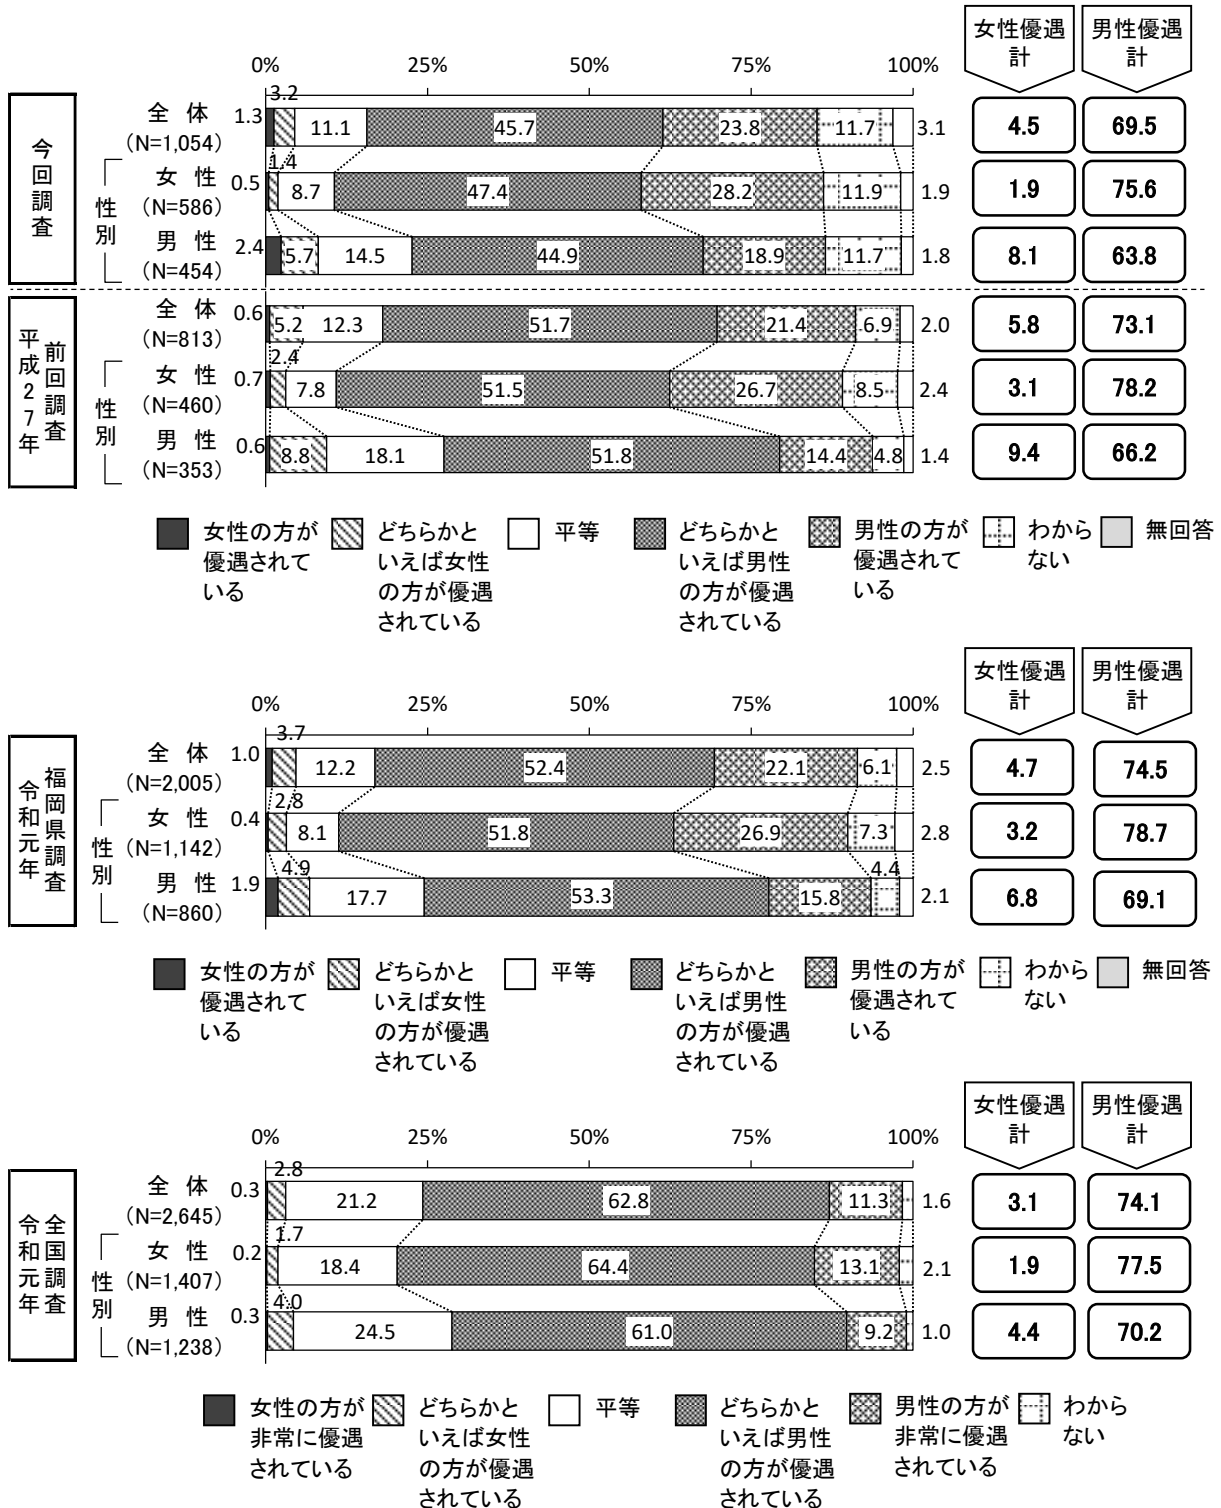 女性優遇
計
男性優遇
計
0% 25% 50% 75% 100%
今回調査
全 体
(N=1,054)
1.3 3.2 11.1 45.7 23.8 11.7 3.1 4.5 69.5
性別
女 性
(N=586)
0.5 1.4 8.7 47.4 28.2 11.9 1.9 1.9 75.6
男 性
(N=454)
2.4 5.7 14.5 44.9 18.9 11.7 1.8 8.1 63.8
前回調査
平成27年
全 体
(N=813)
0.6 5.2 12.3 51.7 21.4 6.9 2.0 5.8 73.1
性別
女 性
(N=460)
0.7 2.4 7.8 51.5 26.7 8.5 2.4 3.1 78.2
男 性
(N=353)
0.6 8.8 18.1 51.8 14.4 4.8 1.4 9.4 66.2
女性の方が
優遇されて
いる
どちらかと
いえば女性
の方が優遇
されている
平等
どちらかと
いえば男性
の方が優遇
されている
男性の方が
優遇されて
いる
わから
ない
無回答
女性優遇
計
男性優遇
計
0% 25% 50% 75% 100%
福岡県調査
令和元年
全 体
(N=2,005)
1.0 3.7 12.2 52.4 22.1 6.1 2.5 4.7 74.5
性別
女 性
(N=1,142)
0.4 2.8 8.1 51.8 26.9 7.3 2.8 3.2 78.7
男 性
(N=860)
1.9 4.9 17.7 53.3 15.8 4.4 2.1 6.8 69.1
女性の方が
優遇されて
いる
どちらかと
いえば女性
の方が優遇
されている
平等
どちらかと
いえば男性
の方が優遇
されている
男性の方が
優遇されて
いる
わから
ない
無回答
女性優遇
計
男性優遇
計
0% 25% 50% 75% 100%
全国調査
令和元年
全 体
(N=2,645)
0.3 2.8 21.2 62.8 11.3 1.6 3.1 74.1
性別
女 性
(N=1,407)
0.2 1.7 18.4 64.4 13.1 2.1 1.9 77.5
男 性
(N=1,238)
0.3 4.0 24.5 61.0 9.2 1.0 4.4 70.2
女性の方が
非常に優遇
されている
どちらかと
いえば女性
の方が優遇
されている
平等
どちらかと
いえば男性
の方が優遇
されている
男性の方が
非常に優遇
されている
わから
ない